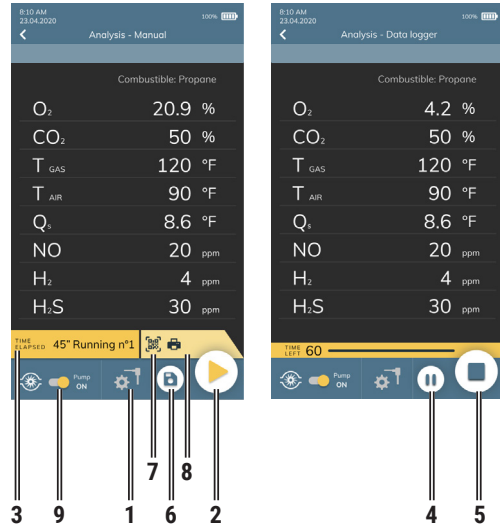 8:10 AM
23.04.2020
100%
Analysis - Manual
Combustible: Propane
O₂ 20.9 %
CO₂ 50 %
T GAS 120 °F
T AIR 90 °F
Qs 8.6 °F
NO 20 ppm
H₂ 4 ppm
H₂S 30 ppm
TIME ELAPSED 45" Running n°1
Pump ON
7 8
3 9 1 6 2
8:10 AM
23.04.2020
100%
Analysis - Data logger
Combustible: Propane
O₂ 4.2 %
CO₂ 50 %
T GAS 120 °F
T AIR 90 °F
Qs 8.6 °F
NO 20 ppm
H₂ 4 ppm
H₂S 30 ppm
TIME LEFT 60
Pump ON
4 5